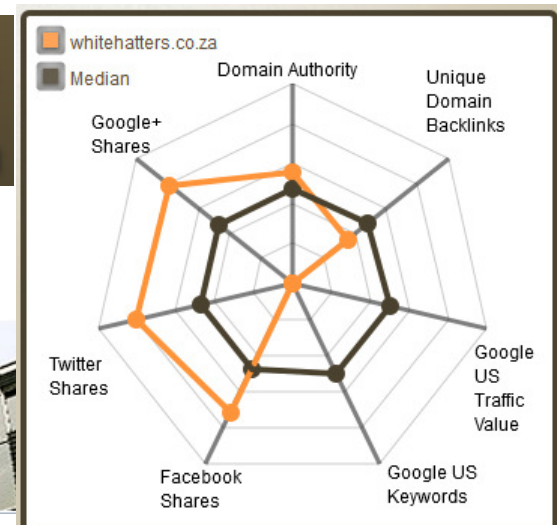 whitehatters.co.za
Median
Domain Authority
Unique
Domain
Backlinks
Google+
Shares
Google
US
Traffic
Value
Twitter
Shares
Google US
Keywords
Facebook
Shares